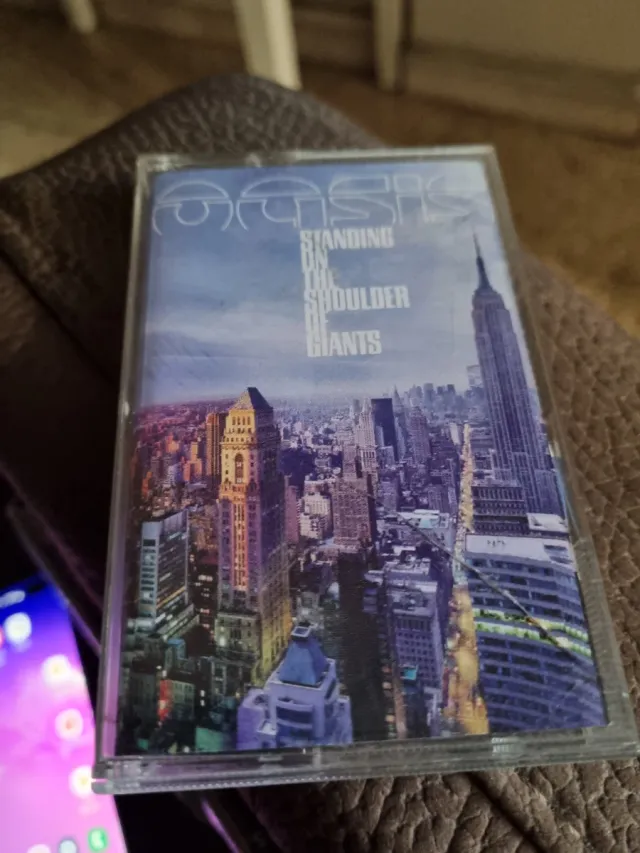 oasis
STANDING
ON
THE
SHOULDER
OF
GIANTS